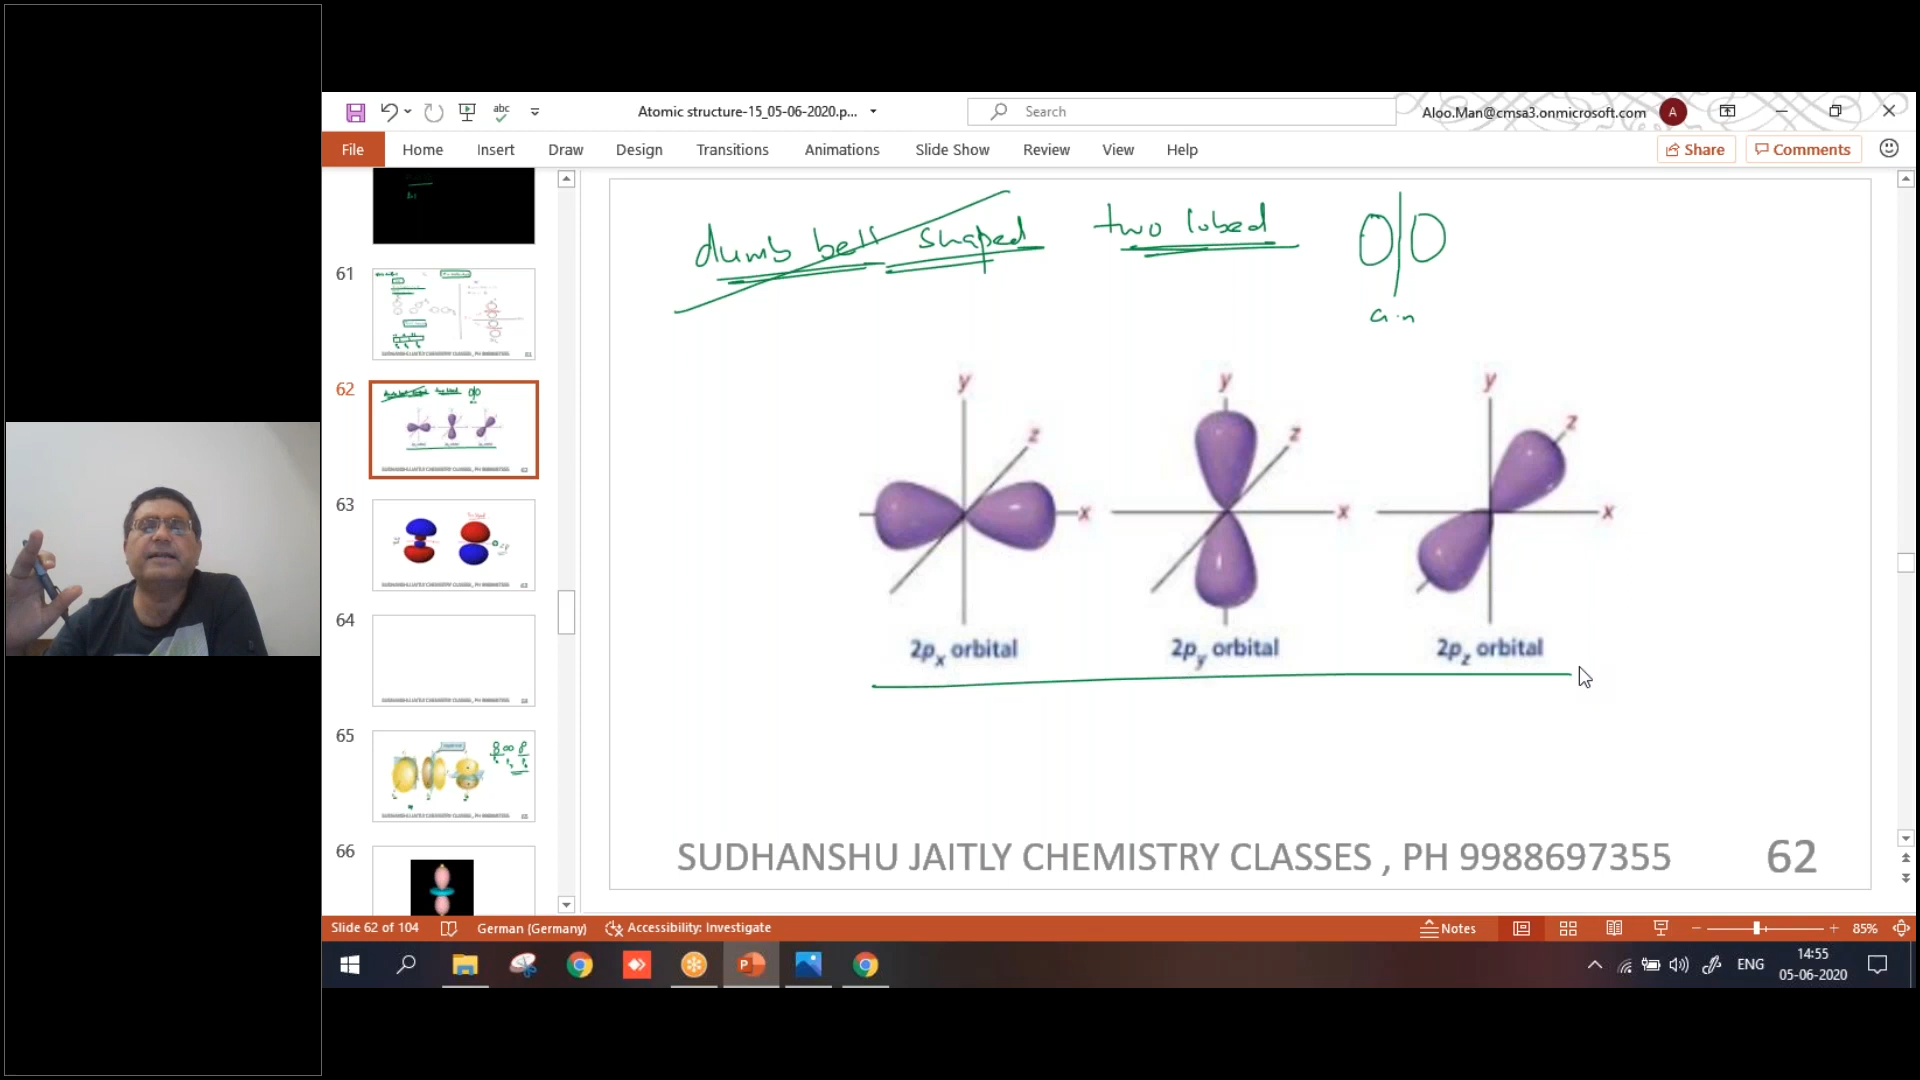 Atomic structure-15_05-06-2020.p...
Search
Aloo.Man@cmsa3.onmicrosoft.com
A
File Home Insert Draw Design Transitions Animations Slide Show Review View Help
Share Comments
61
62
63
64
65
66
dumb bell shaped two lobed
y z x
y z x
y z x
2px orbital 2py orbital 2pz orbital
SUDHANSHU JAITLY CHEMISTRY CLASSES , PH 9988697355 62
Slide 62 of 104 German (Germany) Accessibility: Investigate Notes 85%
ENG
14:55
05-06-2020